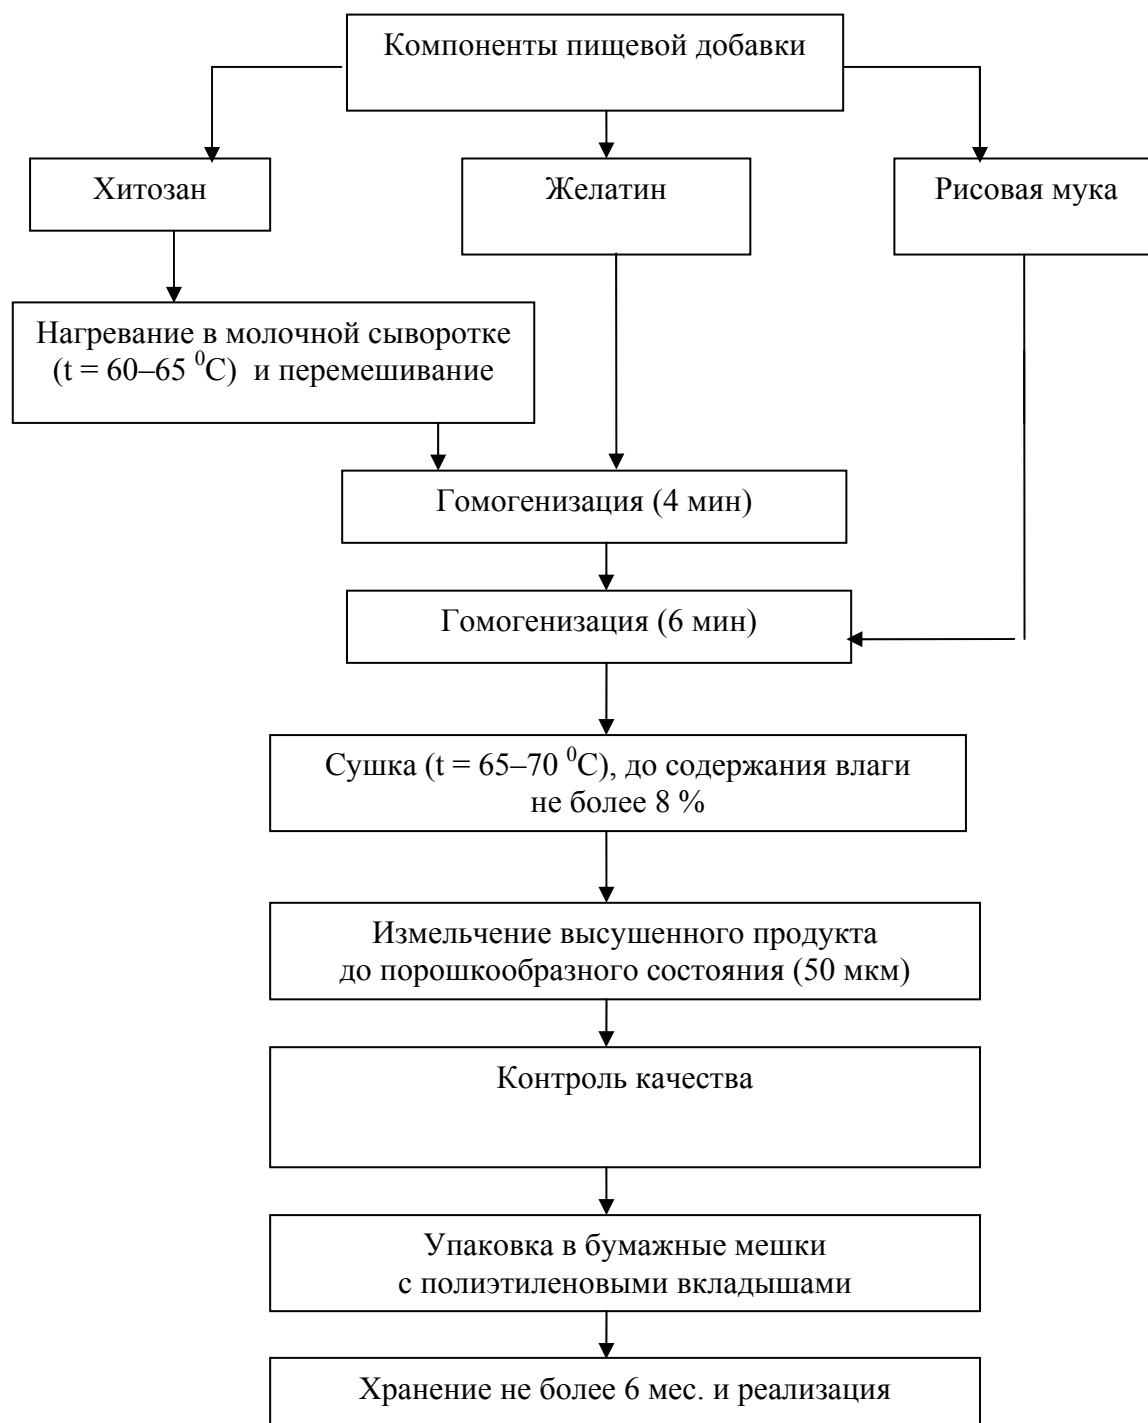 Компоненты пищевой добавки
Хитозан
Желатин
Рисовая мука
Нагревание в молочной сыворотке
(t = 60–65 ⁰С) и перемешивание
Гомогенизация (4 мин)
Гомогенизация (6 мин)
Сушка (t = 65–70 ⁰С), до содержания влаги
не более 8 %
Измельчение высушенного продукта
до порошкообразного состояния (50 мкм)
Контроль качества
Упаковка в бумажные мешки
с полиэтиленовыми вкладышами
Хранение не более 6 мес. и реализация